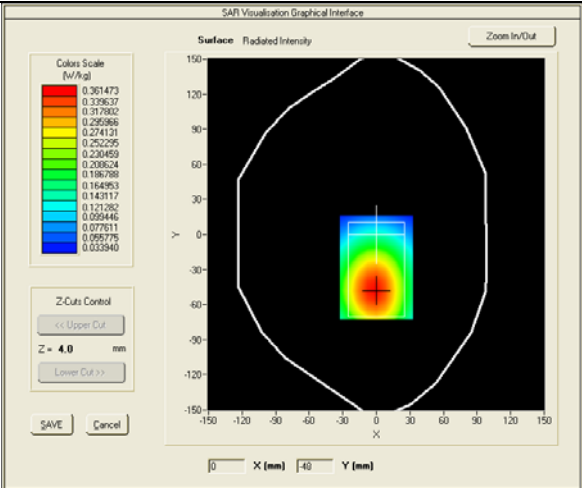 SAR Visualisation Graphical Interface
Surface Radiated Intensity
Zoom In/Out
Colors Scale
(W/kg)
0.361473
0.339637
0.317802
0.295966
0.274131
0.252295
0.230459
0.208624
0.186788
0.164953
0.143117
0.121282
0.099446
0.077611
0.055775
0.033940
Z-Cuts Control
<< Upper Cut
Z = 4.0 mm
Lower Cut >>
SAVE
Cancel
150
120
90
60
30
0
-30
-60
-90
-120
-150
Y
-150 -120 -90 -60 -30 0 30 60 90 120 150
X
0 X (mm) -48 Y (mm)